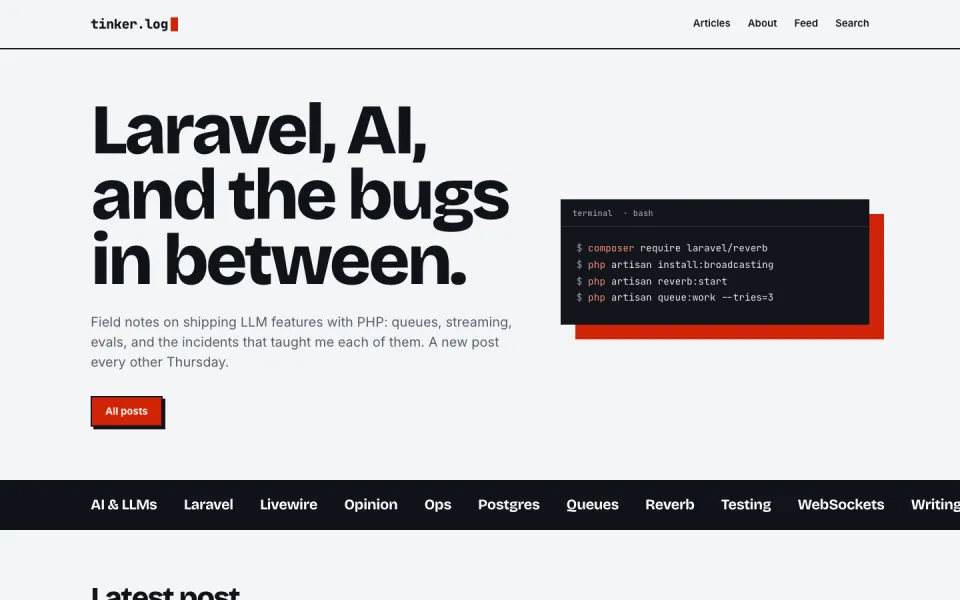 tinker.log
Articles About Feed Search
Laravel, AI,
and the bugs
in between.
Field notes on shipping LLM features with PHP: queues, streaming,
evals, and the incidents that taught me each of them. A new post
every other Thursday.
All posts
terminal · bash
$ composer require laravel/reverb
$ php artisan install:broadcasting
$ php artisan reverb:start
$ php artisan queue:work --tries=3
AI & LLMs Laravel Livewire Opinion Ops Postgres Queues Reverb Testing WebSockets Writing
Latest post